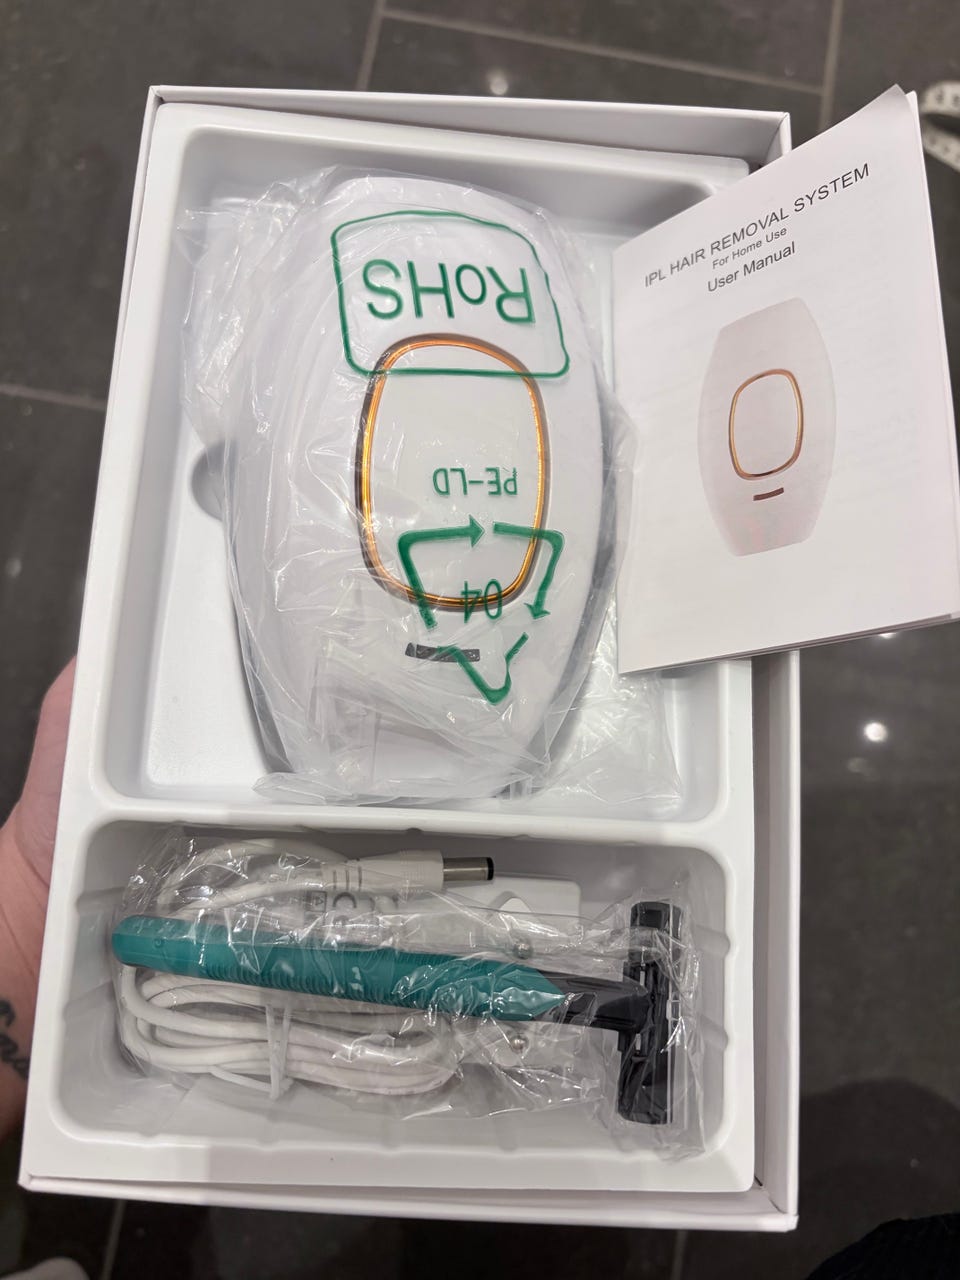 RoHS
PE-LD
04
IPL HAIR REMOVAL SYSTEM
For Home Use
User Manual